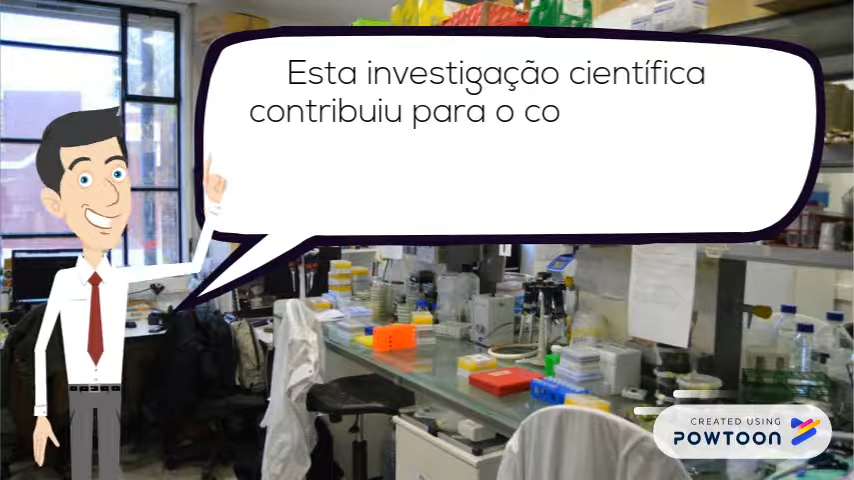 Esta investigação científica
contribuiu para o co
CREATED USING
POWTOON